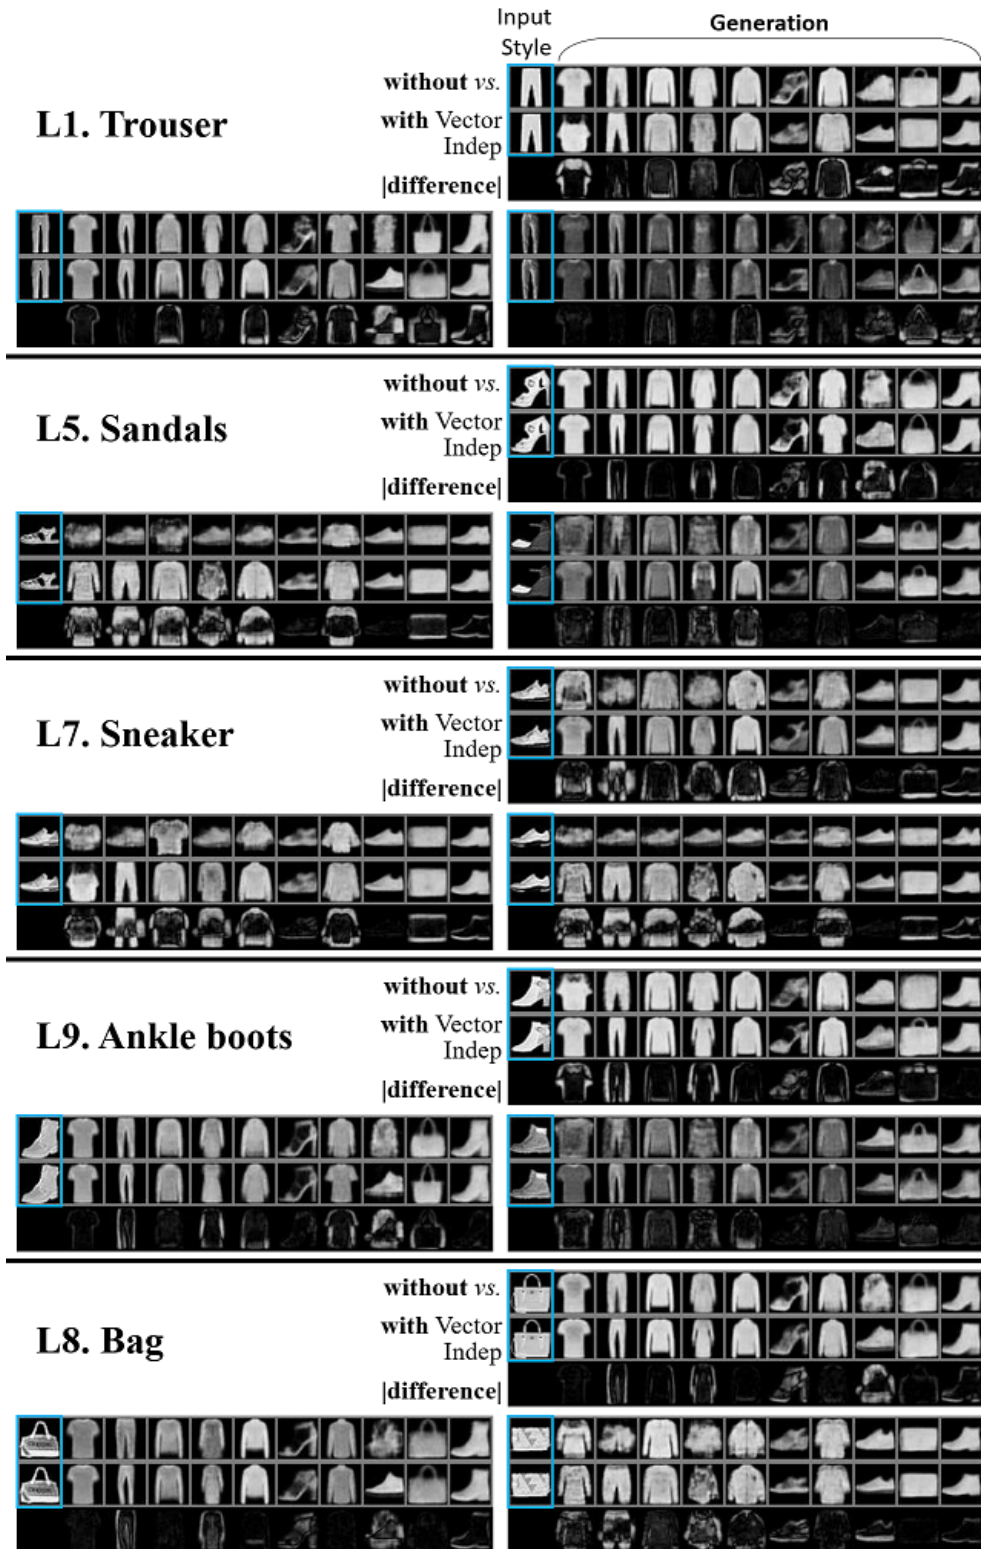 Input
Style
Generation
L1. Trouser
without vs.
with Vector
Indep
|difference|
L5. Sandals
without vs.
with Vector
Indep
|difference|
L7. Sneaker
without vs.
with Vector
Indep
|difference|
L9. Ankle boots
without vs.
with Vector
Indep
|difference|
L8. Bag
without vs.
with Vector
Indep
|difference|